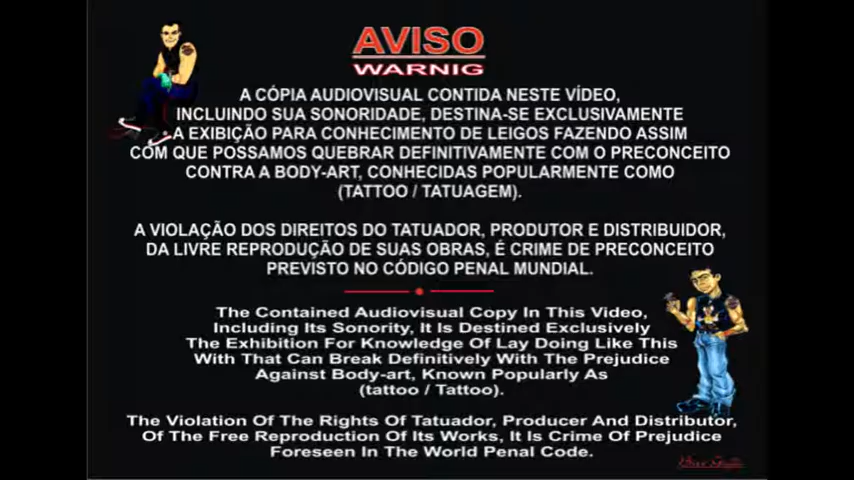 AVISO
WARNIG
A CÓPIA AUDIOVISUAL CONTIDA NESTE VÍDEO,
INCLUINDO SUA SONORIDADE, DESTINA-SE EXCLUSIVAMENTE
A EXIBIÇÃO PARA CONHECIMENTO DE LEIGOS FAZENDO ASSIM
COM QUE POSSAMOS QUEBRAR DEFINITIVAMENTE COM O PRECONCEITO
CONTRA A BODY-ART, CONHECIDAS POPULARMENTE COMO
(TATTOO / TATUAGEM).
A VIOLAÇÃO DOS DIREITOS DO TATUADOR, PRODUTOR E DISTRIBUIDOR,
DA LIVRE REPRODUÇÃO DE SUAS OBRAS, É CRIME DE PRECONCEITO
PREVISTO NO CÓDIGO PENAL MUNDIAL.
The Contained Audiovisual Copy In This Video,
Including Its Sonority, It Is Destined Exclusively
The Exhibition For Knowledge Of Lay Doing Like This
With That Can Break Definitively With The Prejudice
Against Body-art, Known Popularly As
(tattoo / Tattoo).
The Violation Of The Rights Of Tatuador, Producer And Distributor,
Of The Free Reproduction Of Its Works, It Is Crime Of Prejudice
Foreseen In The World Penal Code.